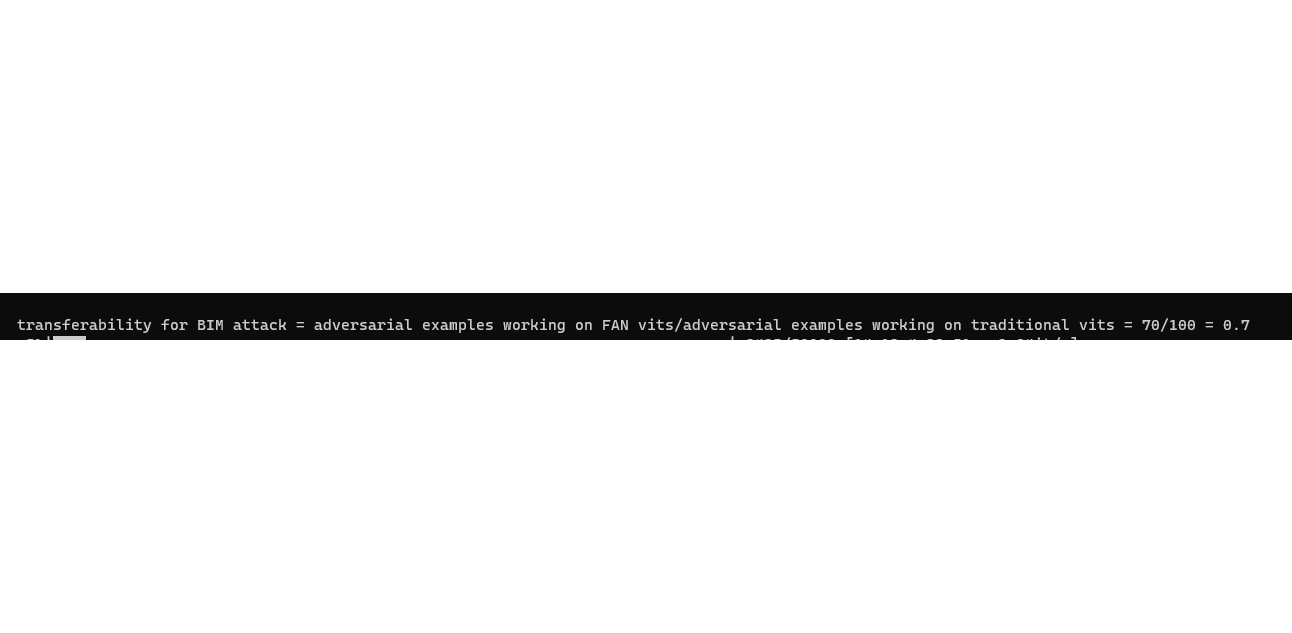 transferability for BIM attack = adversarial examples working on FAN vits/adversarial examples working on traditional vits = 70/100 = 0.7